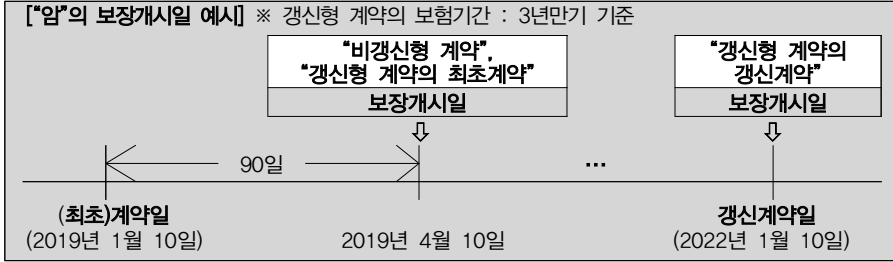 ["암"의 보장개시일 예시] ※ 갱신형 계약의 보험기간 : 3년만기 기준
"비갱신형 계약",
"갱신형 계약의 최초계약"
보장개시일
"갱신형 계약의
갱신계약"
보장개시일
90일
...
(최초)계약일
(2019년 1월 10일)
2019년 4월 10일
갱신계약일
(2022년 1월 10일)